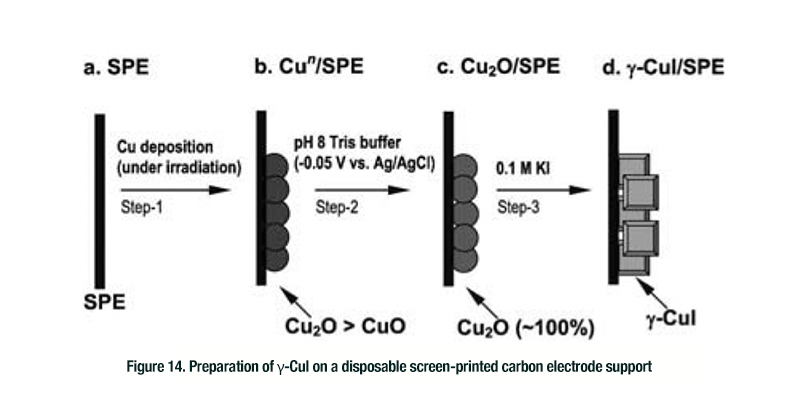 a. SPE
b. Cuⁿ/SPE
c. Cu₂O/SPE
d. γ-CuI/SPE
Cu deposition
(under irradiation)
Step-1
pH 8 Tris buffer
(-0.05 V vs. Ag/AgCl)
Step-2
0.1 M KI
Step-3
SPE
Cu₂O > CuO
Cu₂O (~100%)
γ-CuI
Figure 14. Preparation of γ-CuI on a disposable screen-printed carbon electrode support